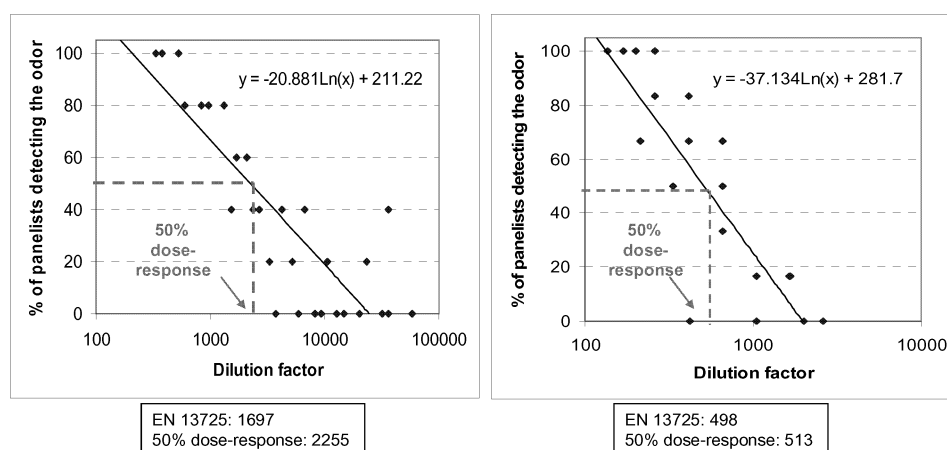 % of panelists detecting the odor
100
80
60
40
20
0
y = -20.881Ln(x) + 211.22
50%
dose-
response
100
1000
10000
100000
Dilution factor
EN 13725: 1697
50% dose-response: 2255
% of panelists detecting the odor
100
80
60
40
20
0
y = -37.134Ln(x) + 281.7
50%
dose-
response
100
1000
10000
Dilution factor
EN 13725: 498
50% dose-response: 513